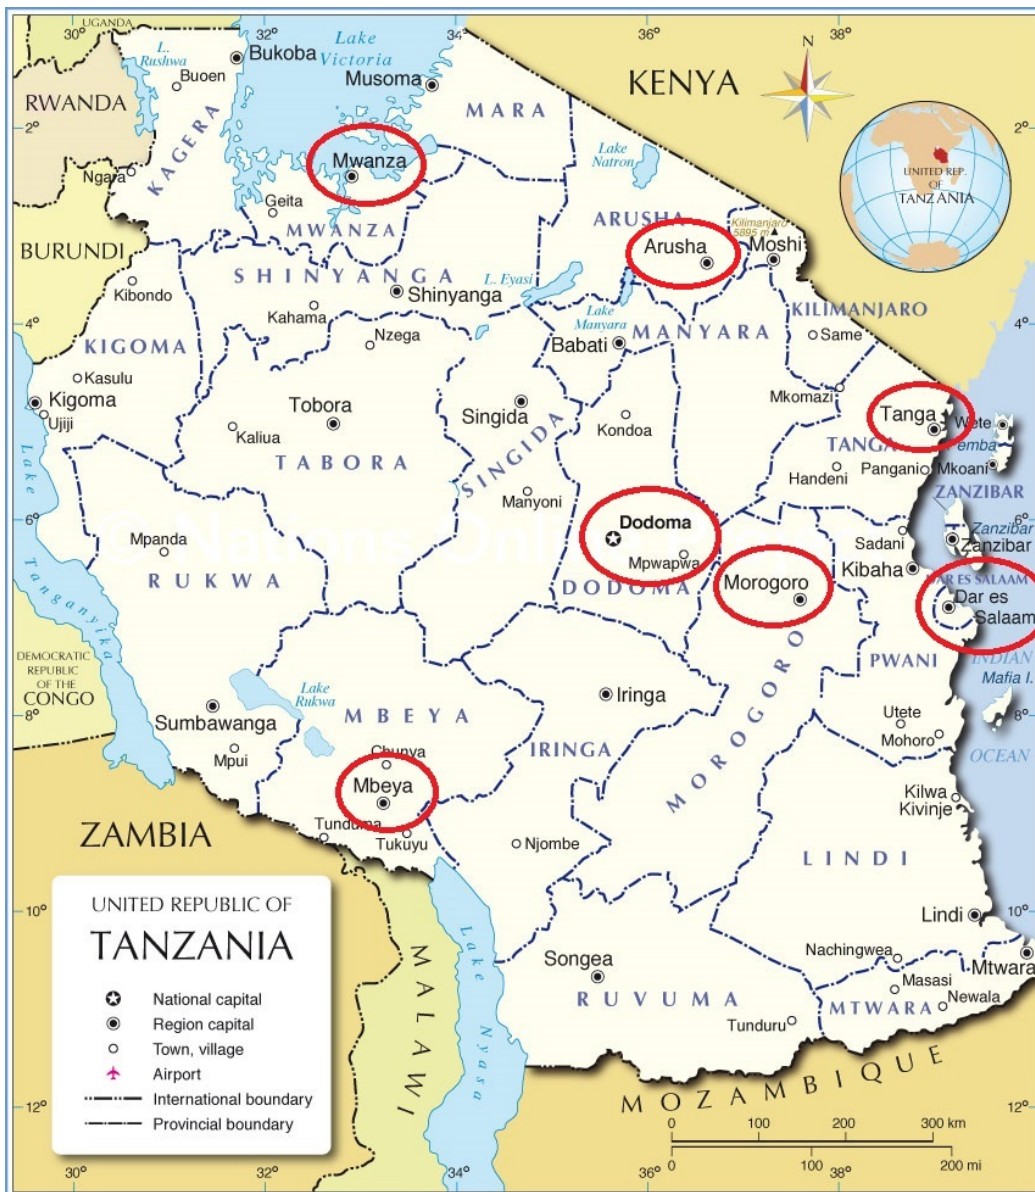 30°
32°
34°
36°
38°
UGANDA
L.
Rushwa
Bukoba
Lake
Victoria
Musoma
KENYA
N
Buoen
RWANDA
MARA
2°
2°
KAGERA
Mwanza
Lake
Natron
UNITED REP.
OF
TANZANIA
Ngara
Geita
MWANZA
ARUSHA
Kilimanjaro
5895 m
Arusha
Moshi
BURUNDI
SHINYANGA
L. Eyasi
Kibondo
Shinyanga
Kahama
Lake
Manyara
MANYARA
KILIMANJARO
4°
4°
KIGOMA
Nzega
Babati
Same
Kasulu
Kigoma
Ujiji
Tobora
Singida
Mkomazi
Kaliua
Kondoa
Tanga
Wete
Pemba
TABORA
SINGIDA
TANGA
Handeni
Pangani
Mkoani
Manyoni
ZANZIBAR
6°
6°
Mpanda
Dodoma
Mpwapwa
Sadani
Zanzibar
Zanzibar
RUKWA
DODOMA
Morogoro
Kibaha
DAR ES SALAAM
Dar es
Salaam
Lake
Tanganyika
DEMOCRATIC
REPUBLIC
OF THE
CONGO
PWANI
INDIAN
Mafia I.
Lake
Rukwa
Iringa
MOROGORO
8°
8°
Sumbawanga
MBEYA
Utete
Mohoro
Mpui
Chunya
IRINGA
OCEAN
Mbeya
Kilwa
Kivinje
ZAMBIA
Tunduma
Tukuyu
Njombe
LINDI
UNITED REPUBLIC OF
TANZANIA
10°
10°
Lindi
MALAWI
Lake
Nyasa
Songea
Nachingwea
Mtwara
Masasi
RUVUMA
MTWARA
Newala
Tunduru
National capital
Region capital
Town, village
Airport
International boundary
Provincial boundary
MOZAMBIQUE
12°
12°
0
100
200
300 km
0
100
200 mi
30°
32°
34°
36°
38°